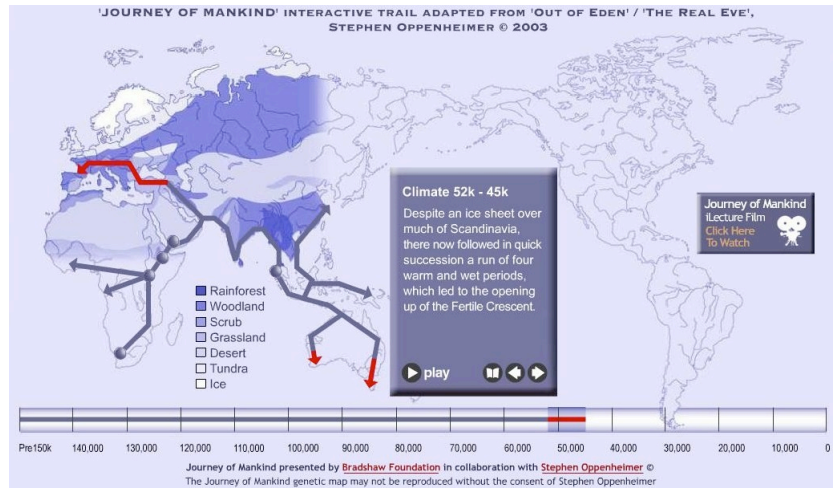 'JOURNEY OF MANKIND' INTERACTIVE TRAIL ADAPTED FROM 'OUT OF EDEN' / 'THE REAL EVE',
STEPHEN OPPENHEIMER © 2003
Climate 52k - 45k
Despite an ice sheet over
much of Scandinavia,
there now followed in quick
succession a run of four
warm and wet periods,
which led to the opening
up of the Fertile Crescent.
play
Journey of Mankind
iLecture Film
Click Here
To Watch
Rainforest
Woodland
Scrub
Grassland
Desert
Tundra
Ice
Pre150k 140,000 130,000 120,000 100,000 90,000 80,000 70,000 60,000 50,000 40,000 30,000 20,000 10,000 0
Journey of Mankind presented by Bradshaw Foundation in collaboration with Stephen Oppenheimer ©
The Journey of Mankind genetic map may not be reproduced without the consent of Stephen Oppenheimer